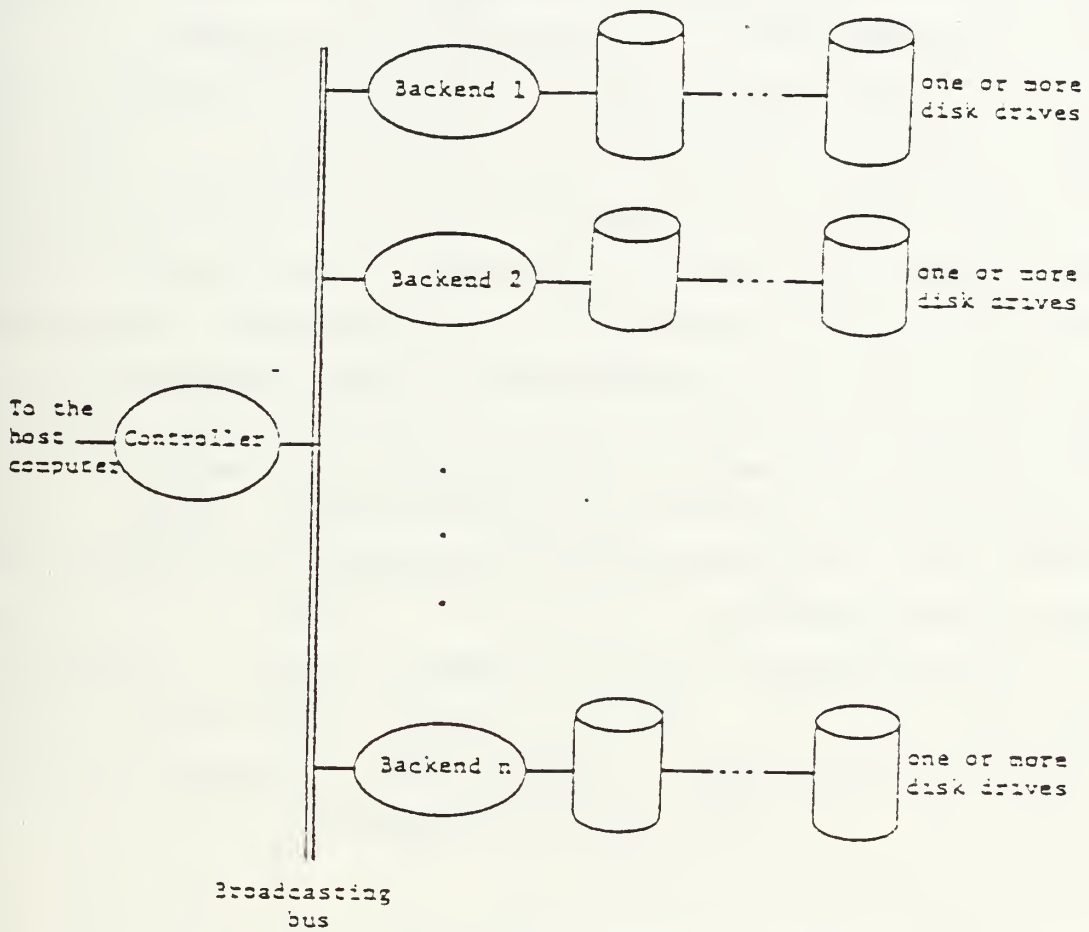 Backend 1
one or more
disk drives
Backend 2
one or more
disk drives
To the
host
computer
Controller
Backend n
one or more
disk drives
Broadcasting
bus